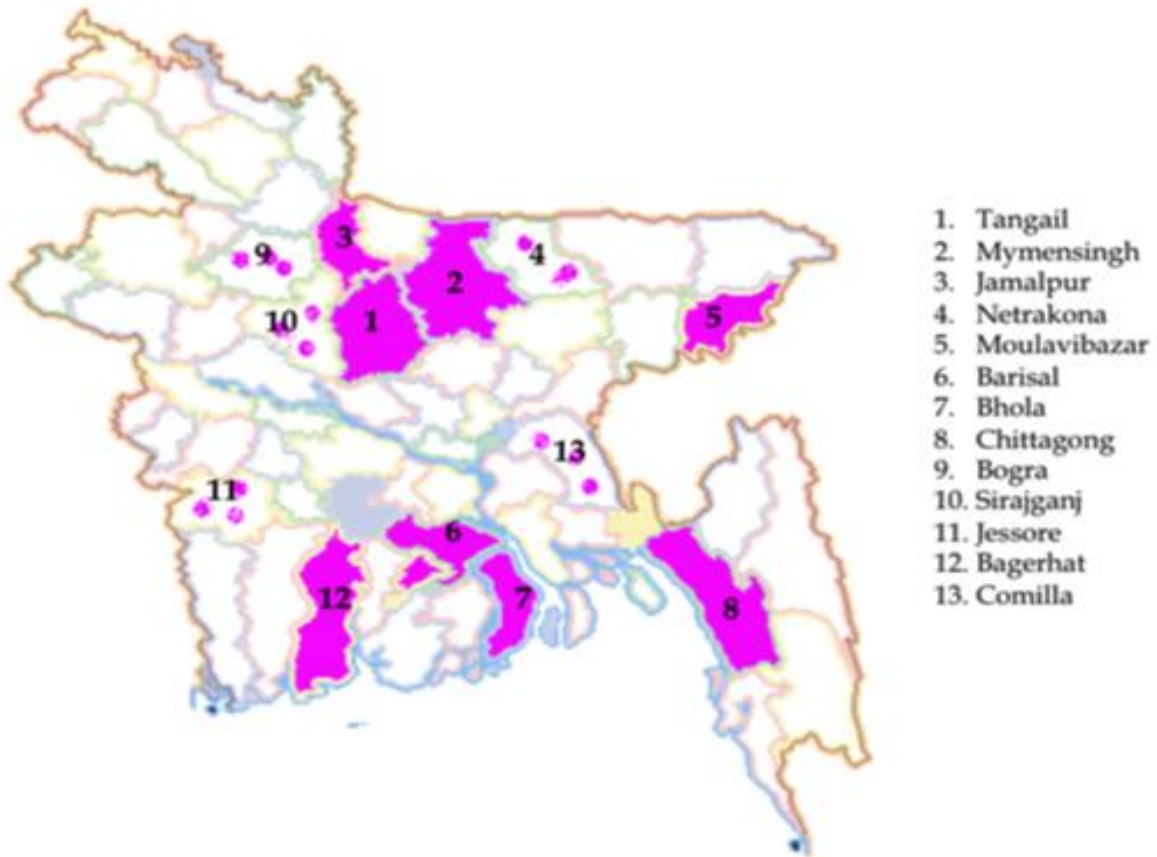 3
9
4
2
5
10
1
13
11
6
12
7
8
1. Tangail
2. Mymensingh
3. Jamalpur
4. Netrakona
5. Moulavibazar
6. Barisal
7. Bhola
8. Chittagong
9. Bogra
10. Sirajganj
11. Jessore
12. Bagerhat
13. Comilla